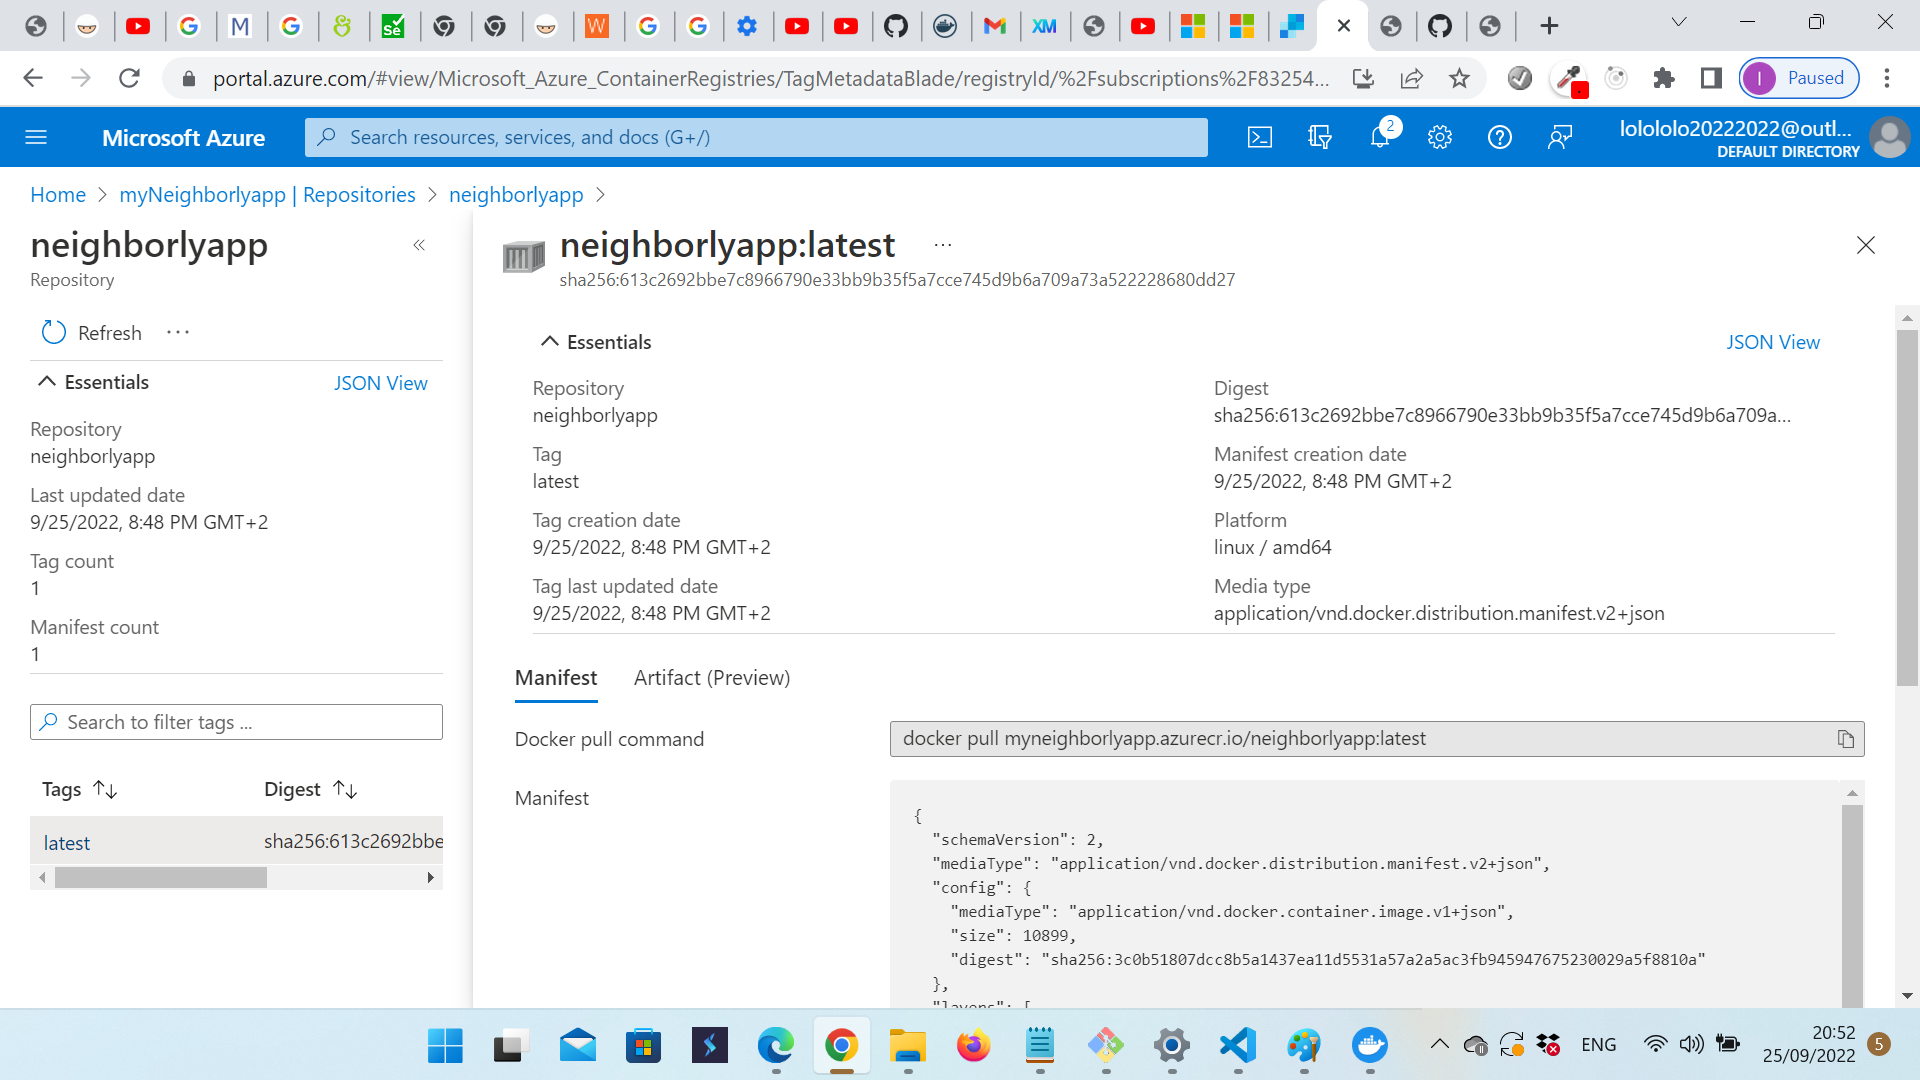 portal.azure.com/#view/Microsoft_Azure_ContainerRegistries/TagMetadataBlade/registryId/%2Fsubscriptions%2F83254...
I Paused
Microsoft Azure
Search resources, services, and docs (G+/)
2
lolololo20222022@outl...
DEFAULT DIRECTORY
Home > myNeighborlyapp | Repositories > neighborlyapp >
neighborlyapp
Repository
Refresh
Essentials
JSON View
Repository
neighborlyapp
Last updated date
9/25/2022, 8:48 PM GMT+2
Tag count
1
Manifest count
1
Search to filter tags ...
Tags
Digest
latest
sha256:613c2692bbe
neighborlyapp:latest
sha256:613c2692bbe7c8966790e33bb9b35f5a7cce745d9b6a709a73a522228680dd27
Essentials
JSON View
Repository
neighborlyapp
Tag
latest
Tag creation date
9/25/2022, 8:48 PM GMT+2
Tag last updated date
9/25/2022, 8:48 PM GMT+2
Digest
sha256:613c2692bbe7c8966790e33bb9b35f5a7cce745d9b6a709a...
Manifest creation date
9/25/2022, 8:48 PM GMT+2
Platform
linux / amd64
Media type
application/vnd.docker.distribution.manifest.v2+json
Manifest
Artifact (Preview)
Docker pull command
docker pull myneighborlyapp.azurecr.io/neighborlyapp:latest
Manifest
{
"schemaVersion": 2,
"mediaType": "application/vnd.docker.distribution.manifest.v2+json",
"config": {
"mediaType": "application/vnd.docker.container.image.v1+json",
"size": 10899,
"digest": "sha256:3c0b51807dcc8b5a1437ea11d5531a57a2a5ac3fb945947675230029a5f8810a"
},
"layers": [
ENG
20:52
25/09/2022
5